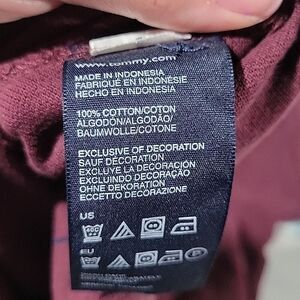 www.tommy.com
MADE IN INDONESIA
FABRIQUÉ EN INDONÉSIE
HECHO EN INDONESIA
100% COTTON/COTON
ALGODÓN/ALGODÃO/
BAUMWOLLE/COTONE
EXCLUSIVE OF DECORATION
SAUF DÉCORATION
EXCLUYE LA DECORACIÓN
EXCLUINDO DECORAÇÃO
OHNE DEKORATION
ECCETTO DECORAZIONE
US
EU